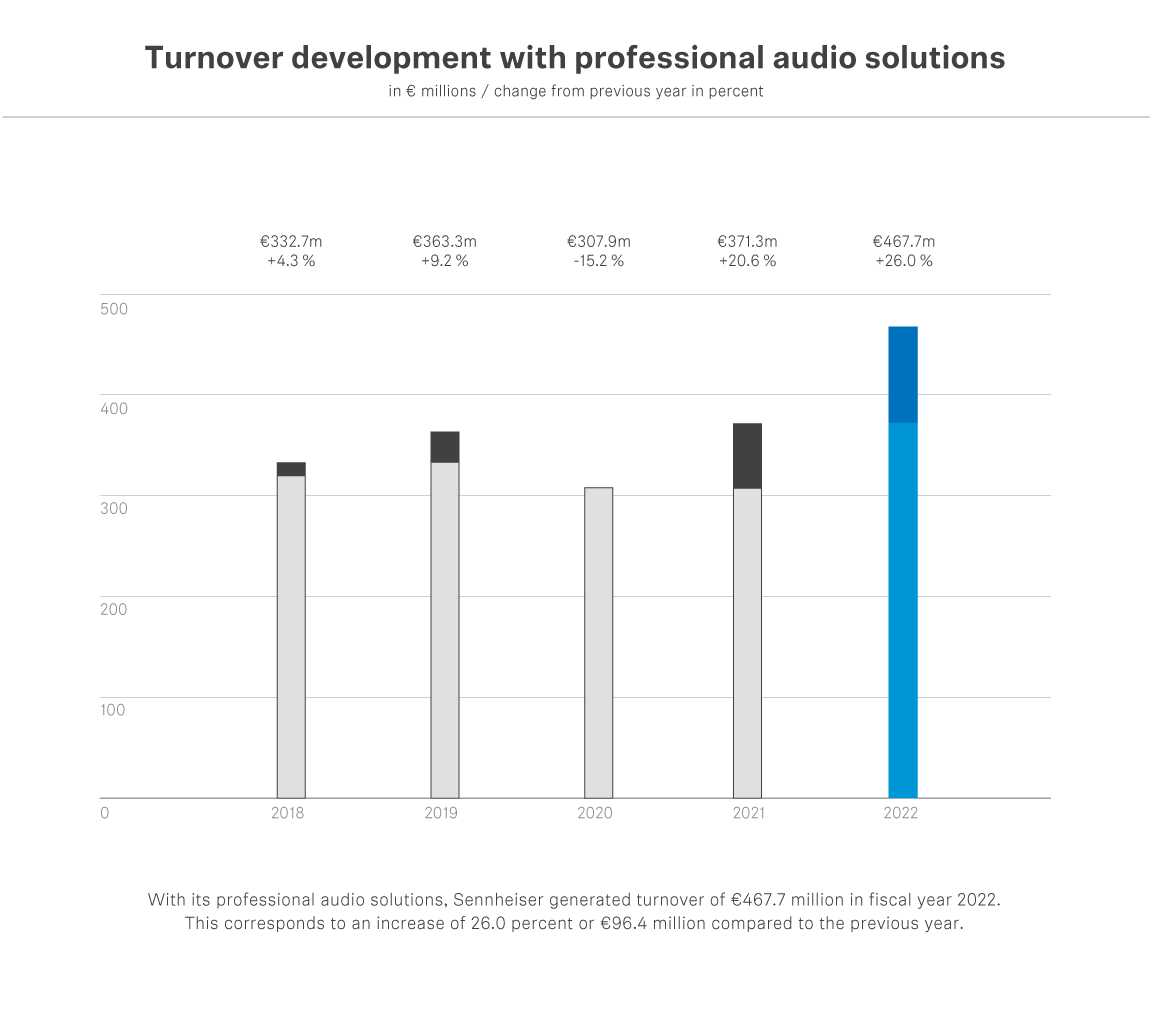 Turnover development with professional audio solutions
in € millions / change from previous year in percent
€332.7m €363.3m €307.9m €371.3m €467.7m
+4.3 % +9.2 % -15.2 % +20.6 % +26.0 %
500
400
300
200
100
0 2018 2019 2020 2021 2022
With its professional audio solutions, Sennheiser generated turnover of €467.7 million in fiscal year 2022.
This corresponds to an increase of 26.0 percent or €96.4 million compared to the previous year.